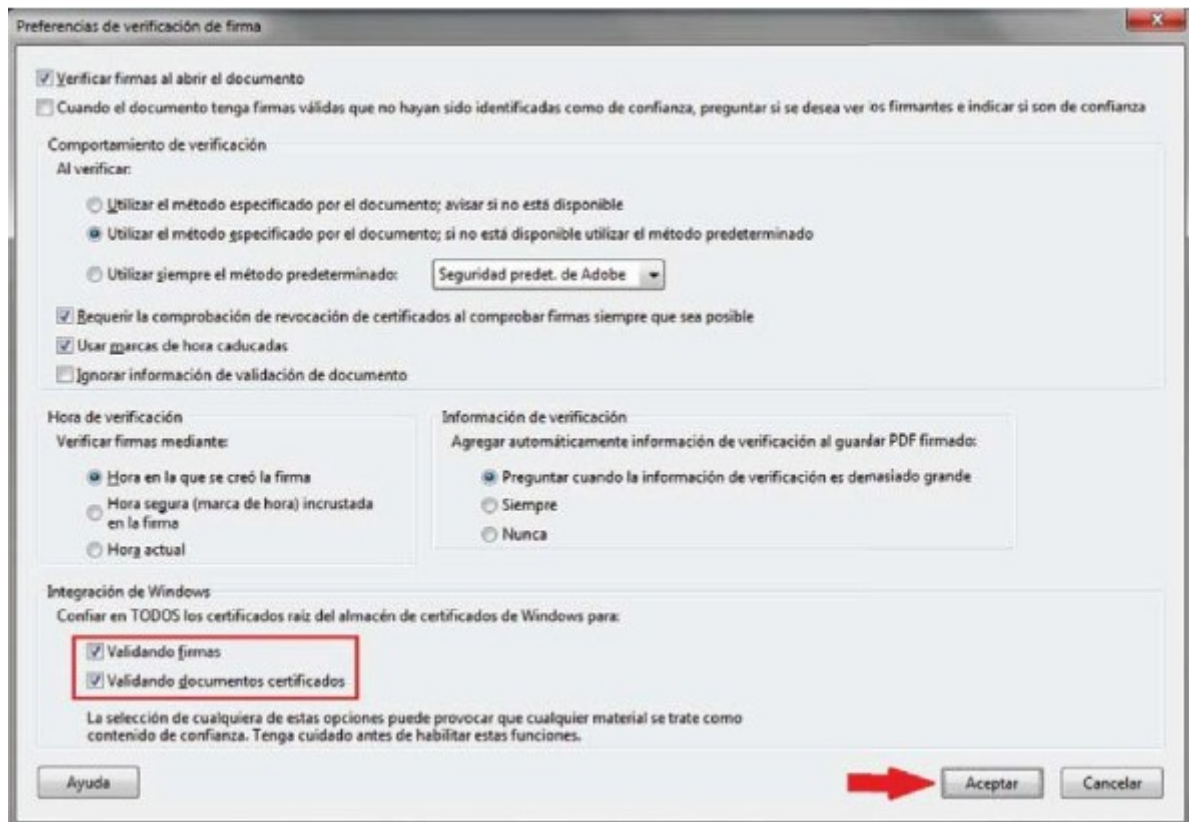 Preferencias de verificación de firma
Verificar firmas al abrir el documento
Cuando el documento tenga firmas válidas que no hayan sido identificadas como de confianza, preguntar si se desea ver los firmantes e indicar si son de confianza
Comportamiento de verificación
Al verificar:
Utilizar el método especificado por el documento; avisar si no está disponible
Utilizar el método especificado por el documento; si no está disponible utilizar el método predeterminado
Utilizar siempre el método predeterminado: Seguridad predet. de Adobe
Requerir la comprobación de revocación de certificados al comprobar firmas siempre que sea posible
Usar marcas de hora caducadas
Ignorar información de validación de documento
Hora de verificación
Verificar firmas mediante:
Hora en la que se creó la firma
Hora segura (marca de hora) incrustada
en la firma
Hora actual
Información de verificación
Agregar automáticamente información de verificación al guardar PDF firmado:
Preguntar cuando la información de verificación es demasiado grande
Siempre
Nunca
Integración de Windows
Confiar en TODOS los certificados raíz del almacén de certificados de Windows para:
Validando firmas
Validando documentos certificados
La selección de cualquiera de estas opciones puede provocar que cualquier material se trate como
contenido de confianza. Tenga cuidado antes de habilitar estas funciones.
Ayuda Aceptar Cancelar